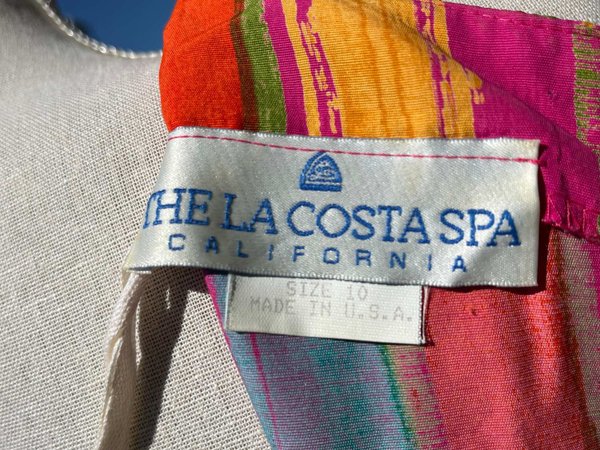 THE LA COSTA SPA
CALIFORNIA
SIZE 10
MADE IN U.S.A.